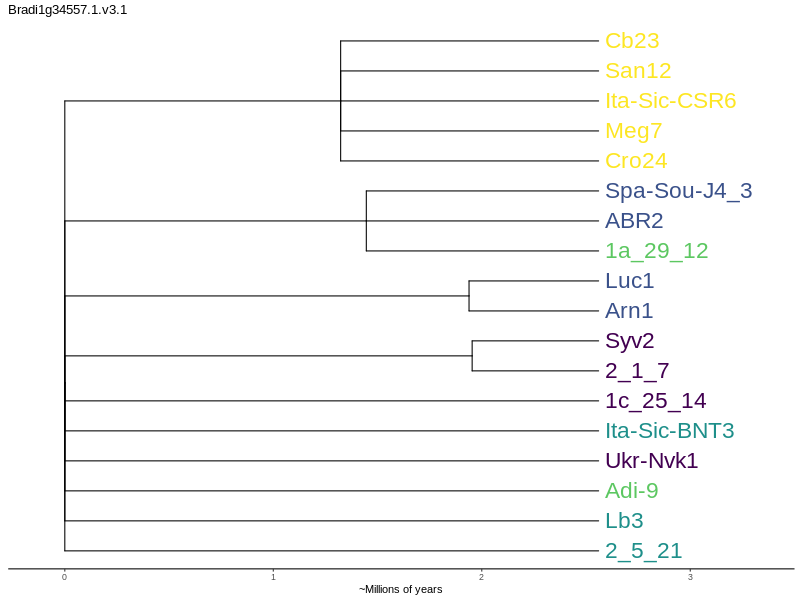 Bradi1g34557.1.v3.1
Cb23
San12
Ita-Sic-CSR6
Meg7
Cro24
Spa-Sou-J4_3
ABR2
1a_29_12
Luc1
Arn1
Syv2
2_1_7
1c_25_14
Ita-Sic-BNT3
Ukr-Nvk1
Adi-9
Lb3
2_5_21
0 1 2 3
~Millions of years